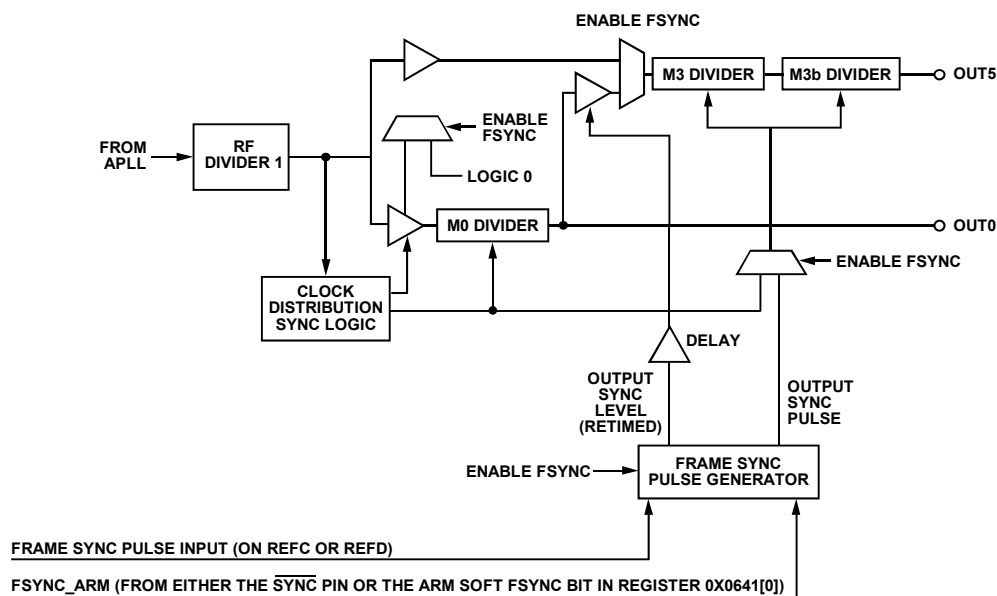 ENABLE FSYNC
M3 DIVIDER
M3b DIVIDER
OUT5
ENABLE
FSYNC
FROM
APLL
RF
DIVIDER 1
LOGIC 0
M0 DIVIDER
OUT0
ENABLE FSYNC
CLOCK
DISTRIBUTION
SYNC LOGIC
DELAY
OUTPUT
SYNC
LEVEL
(RETIMED)
OUTPUT
SYNC
PULSE
ENABLE FSYNC
FRAME SYNC
PULSE GENERATOR
FRAME SYNC PULSE INPUT (ON REFC OR REFD)
FSYNC_ARM (FROM EITHER THE SYNC PIN OR THE ARM SOFT FSYNC BIT IN REGISTER 0X0641[0])